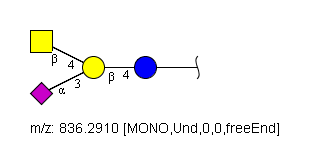 β 4
β 4
α 3
m/z: 836.2910 [MONO,Und,0,0,freeEnd]